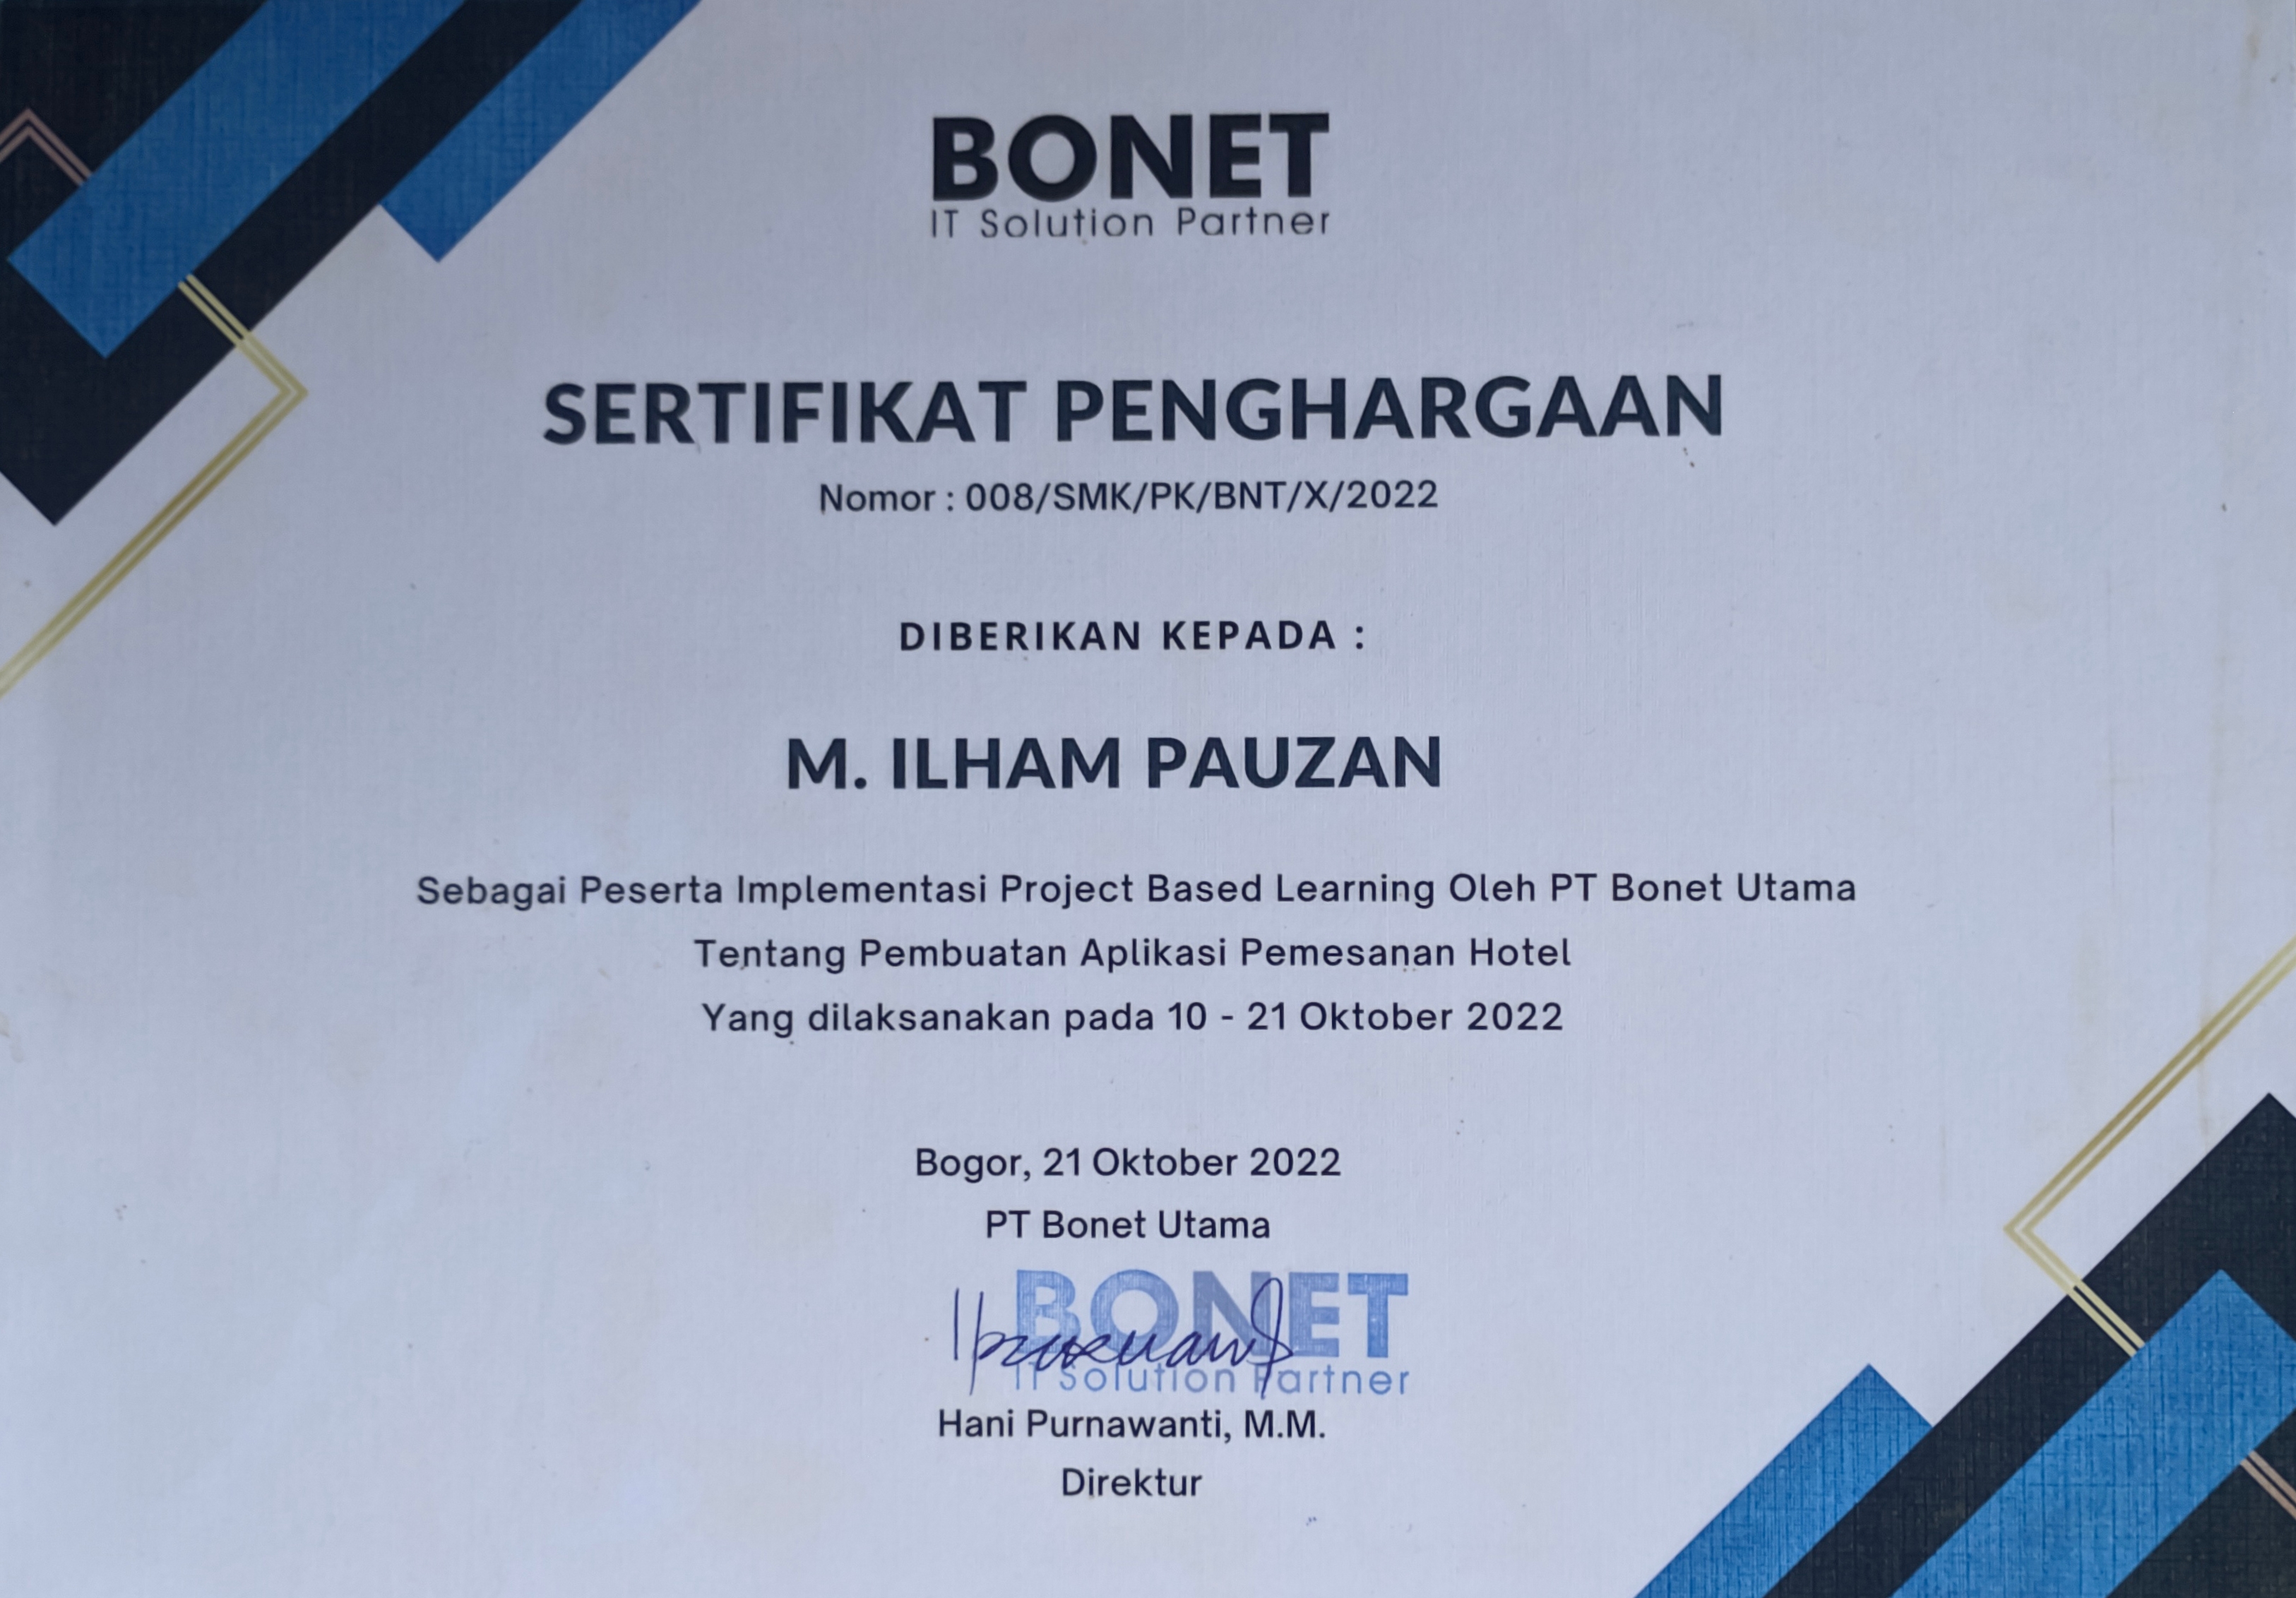 BONET
IT Solution Partner
SERTIFIKAT PENGHARGAAN
Nomor : 008/SMK/PK/BNT/X/2022
DIBERIKAN KEPADA :
M. ILHAM PAUZAN
Sebagai Peserta Implementasi Project Based Learning Oleh PT Bonet Utama
Tentang Pembuatan Aplikasi Pemesanan Hotel
Yang dilaksanakan pada 10 - 21 Oktober 2022
Bogor, 21 Oktober 2022
PT Bonet Utama
BONET
IT Solution Partner
Hani Purnawanti, M.M.
Direktur